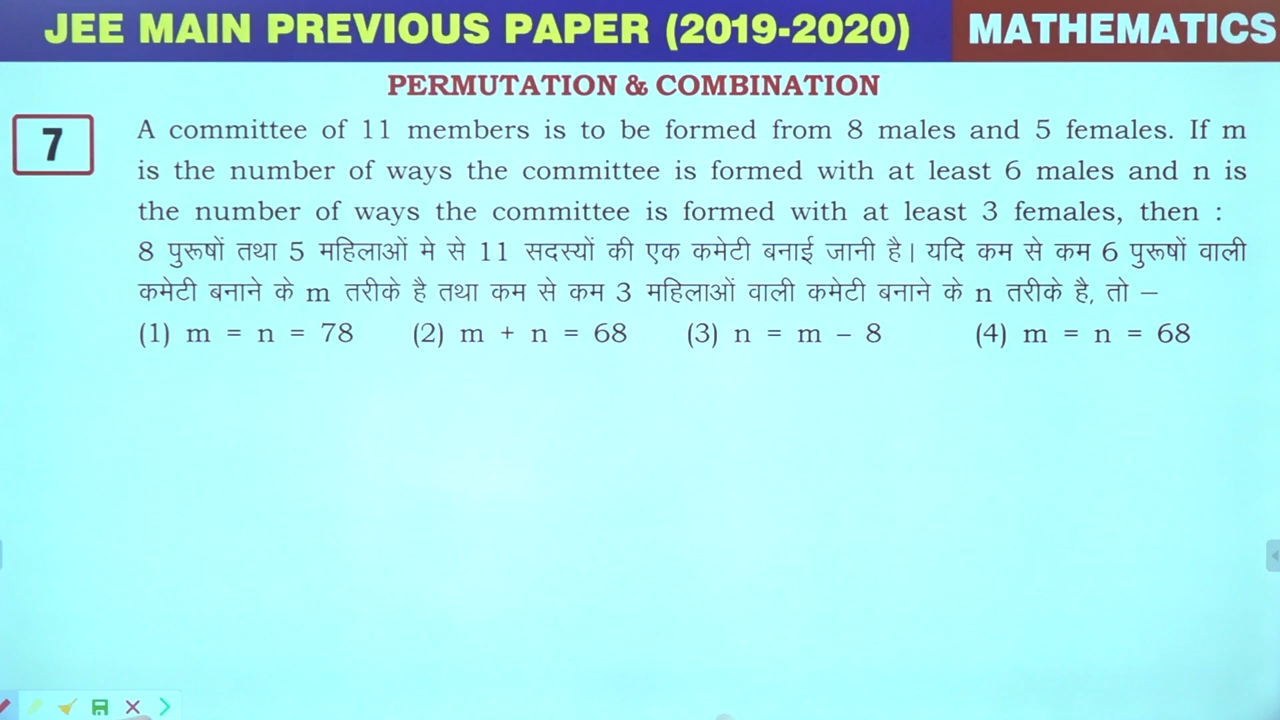 JEE MAIN PREVIOUS PAPER (2019-2020) MATHEMATICS
PERMUTATION & COMBINATION
7
A committee of 11 members is to be formed from 8 males and 5 females. If m
is the number of ways the committee is formed with at least 6 males and n is
the number of ways the committee is formed with at least 3 females, then :
8 पुरूषों तथा 5 महिलाओं मे से 11 सदस्यों की एक कमेटी बनाई जानी है। यदि कम से कम 6 पुरूषों वाली
कमेटी बनाने के m तरीके है तथा कम से कम 3 महिलाओं वाली कमेटी बनाने के n तरीके है, तो –
(1) m = n = 78 (2) m + n = 68 (3) n = m – 8 (4) m = n = 68